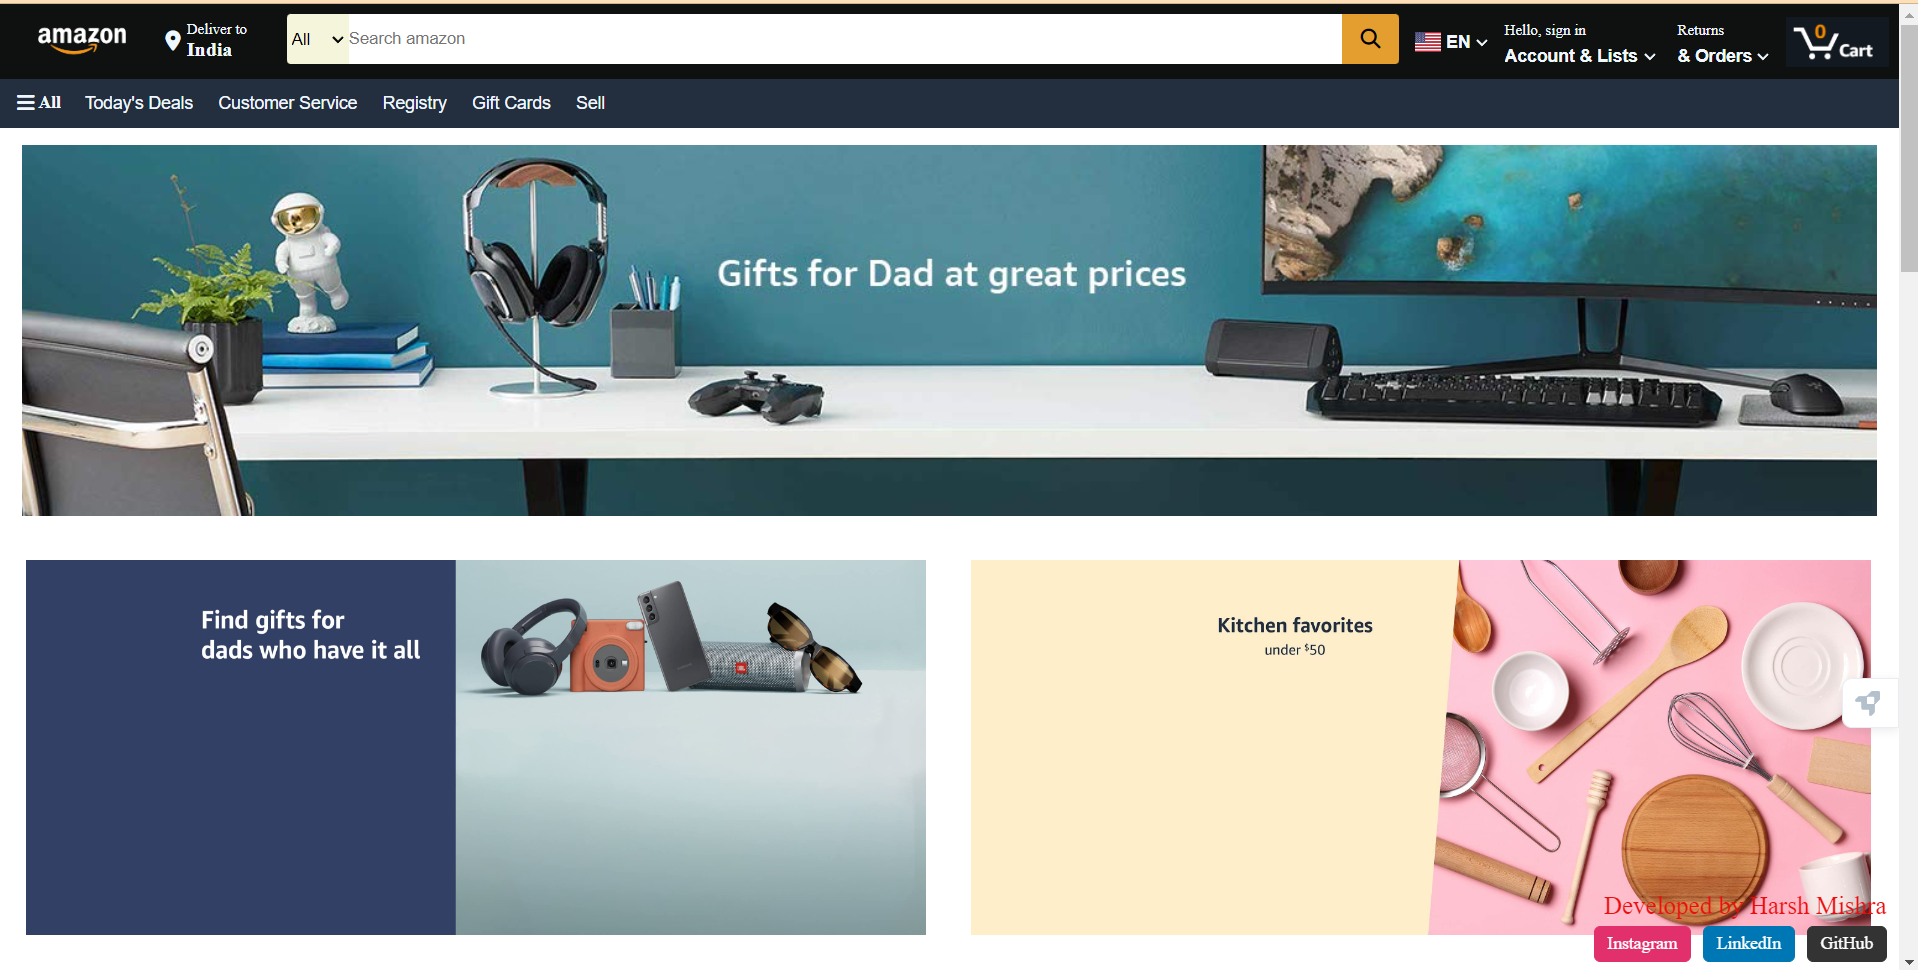 amazon
Deliver to
India
All
Search amazon
EN
Hello, sign in
Account & Lists
Returns
& Orders
0
Cart
All
Today's Deals
Customer Service
Registry
Gift Cards
Sell
Gifts for Dad at great prices
Find gifts for
dads who have it all
JBL
Kitchen favorites
under $50
Developed by Harsh Mishra
Instagram
LinkedIn
GitHub